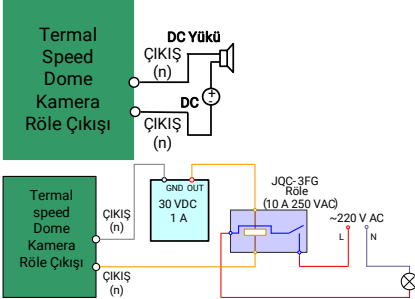 Termal
Speed
Dome
Kamera
Röle Çıkışı
ÇIKIŞ
(n)
DC Yükü
DC
ÇIKIŞ
(n)
Termal
speed
Dome
Kamera
Röle Çıkışı
ÇIKIŞ
(n)
ÇIKIŞ
(n)
GND OUT
30 VDC
1 A
JQC-3FG
Röle
(10 A 250 VAC)
~220 V AC
L N